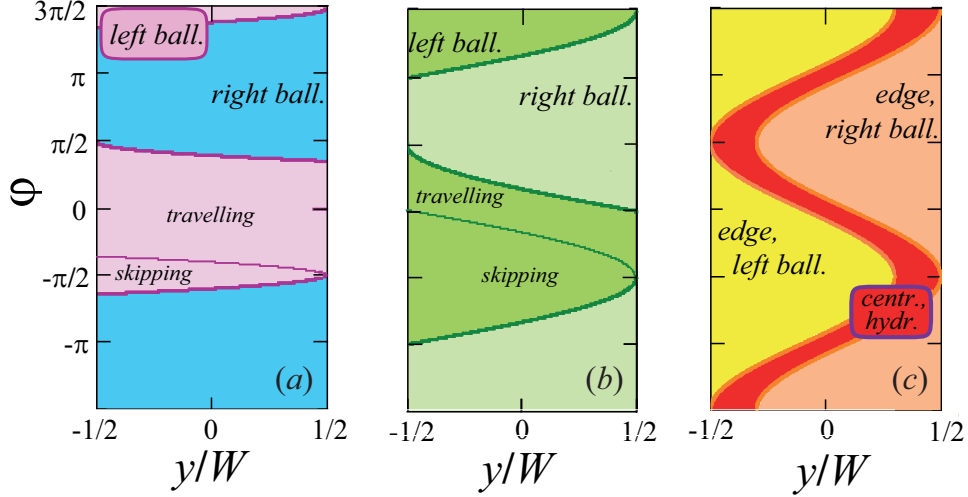 3π/2
π
π/2
0
-π/2
-π
φ
left ball.
right ball.
travelling
skipping
(a)
-1/2
0
1/2
y/W
left ball.
right ball.
travelling
skipping
(b)
-1/2
0
1/2
y/W
edge,
right ball.
edge,
left ball.
centr.,
hydr.
(c)
-1/2
0
1/2
y/W